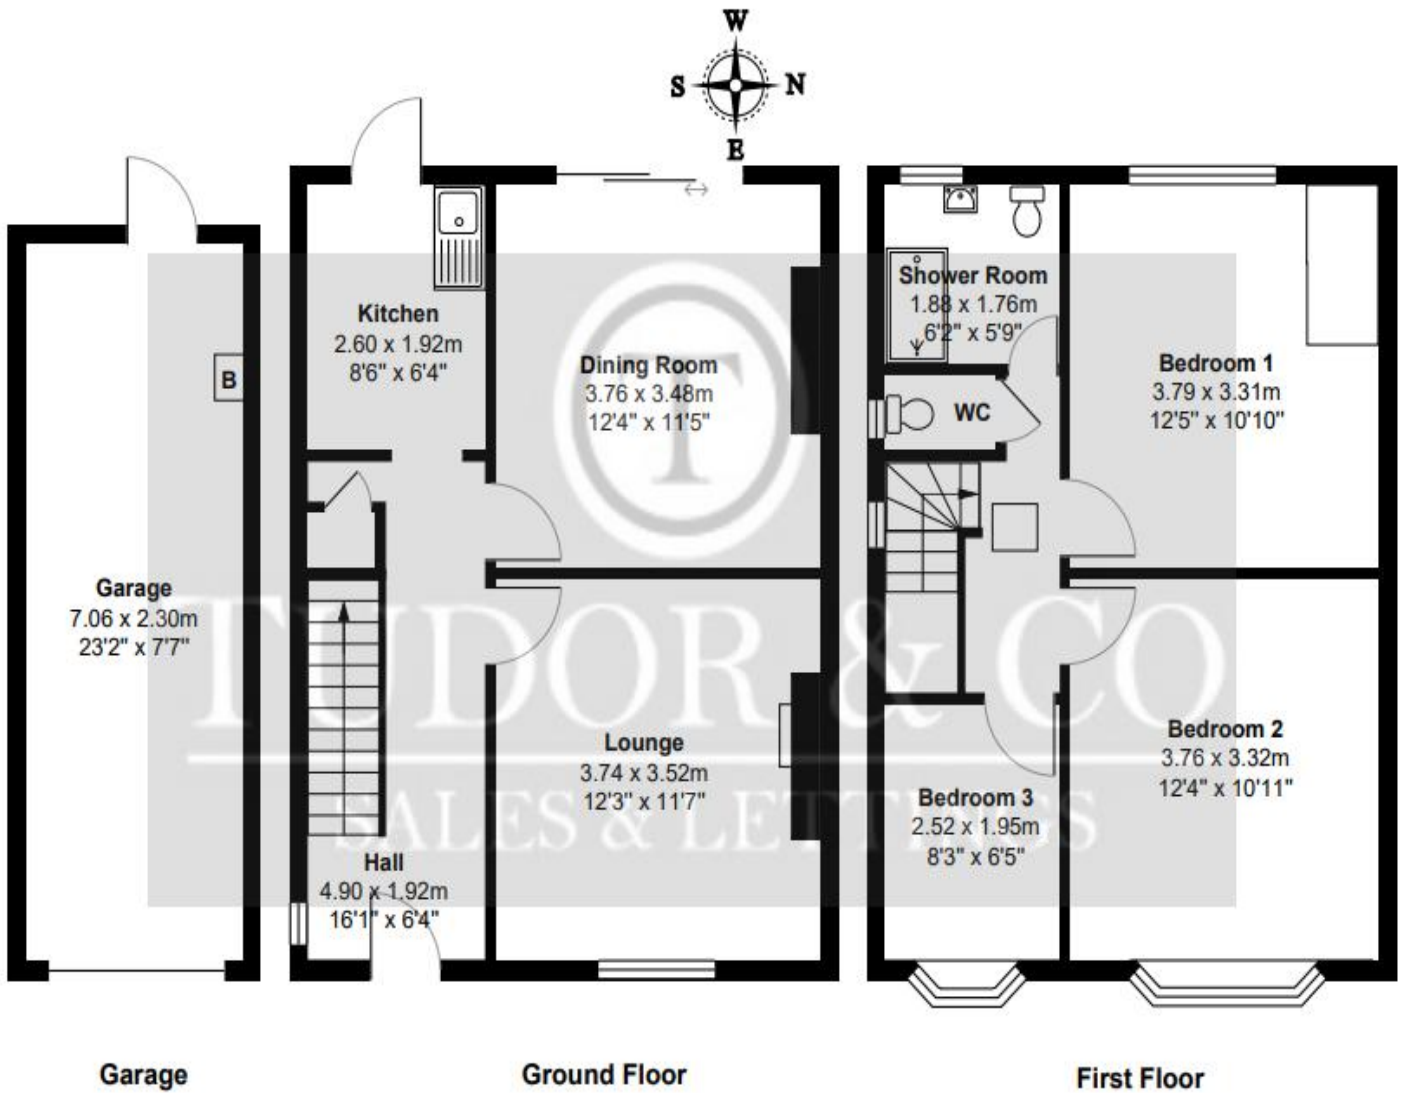 W
S N
E
Kitchen
2.60 x 1.92m
8'6" x 6'4"
Dining Room
3.76 x 3.48m
12'4" x 11'5"
Shower Room
1.88 x 1.76m
6'2" x 5'9"
WC
Bedroom 1
3.79 x 3.31m
12'5" x 10'10"
B
T
Garage
7.06 x 2.30m
23'2" x 7'7"
TUDOR & CO
SALES & LETTINGS
Lounge
3.74 x 3.52m
12'3" x 11'7"
Bedroom 2
3.76 x 3.32m
12'4" x 10'11"
Bedroom 3
2.52 x 1.95m
8'3" x 6'5"
Hall
4.90 x 1.92m
16'1" x 6'4"
Garage
Ground Floor
First Floor